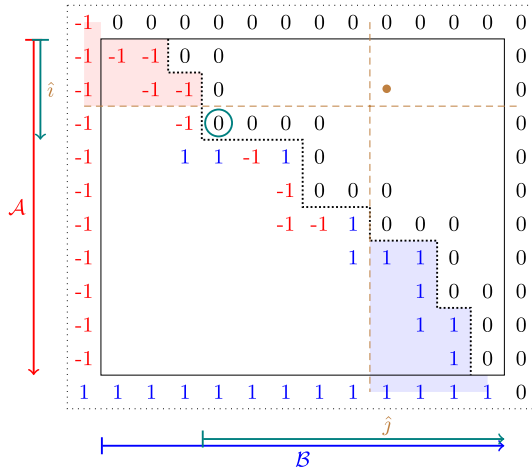 -1 0 0 0 0 0 0 0 0 0 0 0 0 0
-1 -1 -1 0 0 0
î -1 -1 -1 0 0
-1 -1 0 0 0 0 0
-1 1 1 -1 1 0 0
-1 -1 0 0 0 0
𝒜
-1 -1 -1 1 0 0 0 0
-1 1 1 1 0 0
-1 1 0 0 0
-1 1 1 0 0
-1 1 0 0 0
1 1 1 1 1 1 1 1 1 1 1 1 1 0
ĵ
ℬ